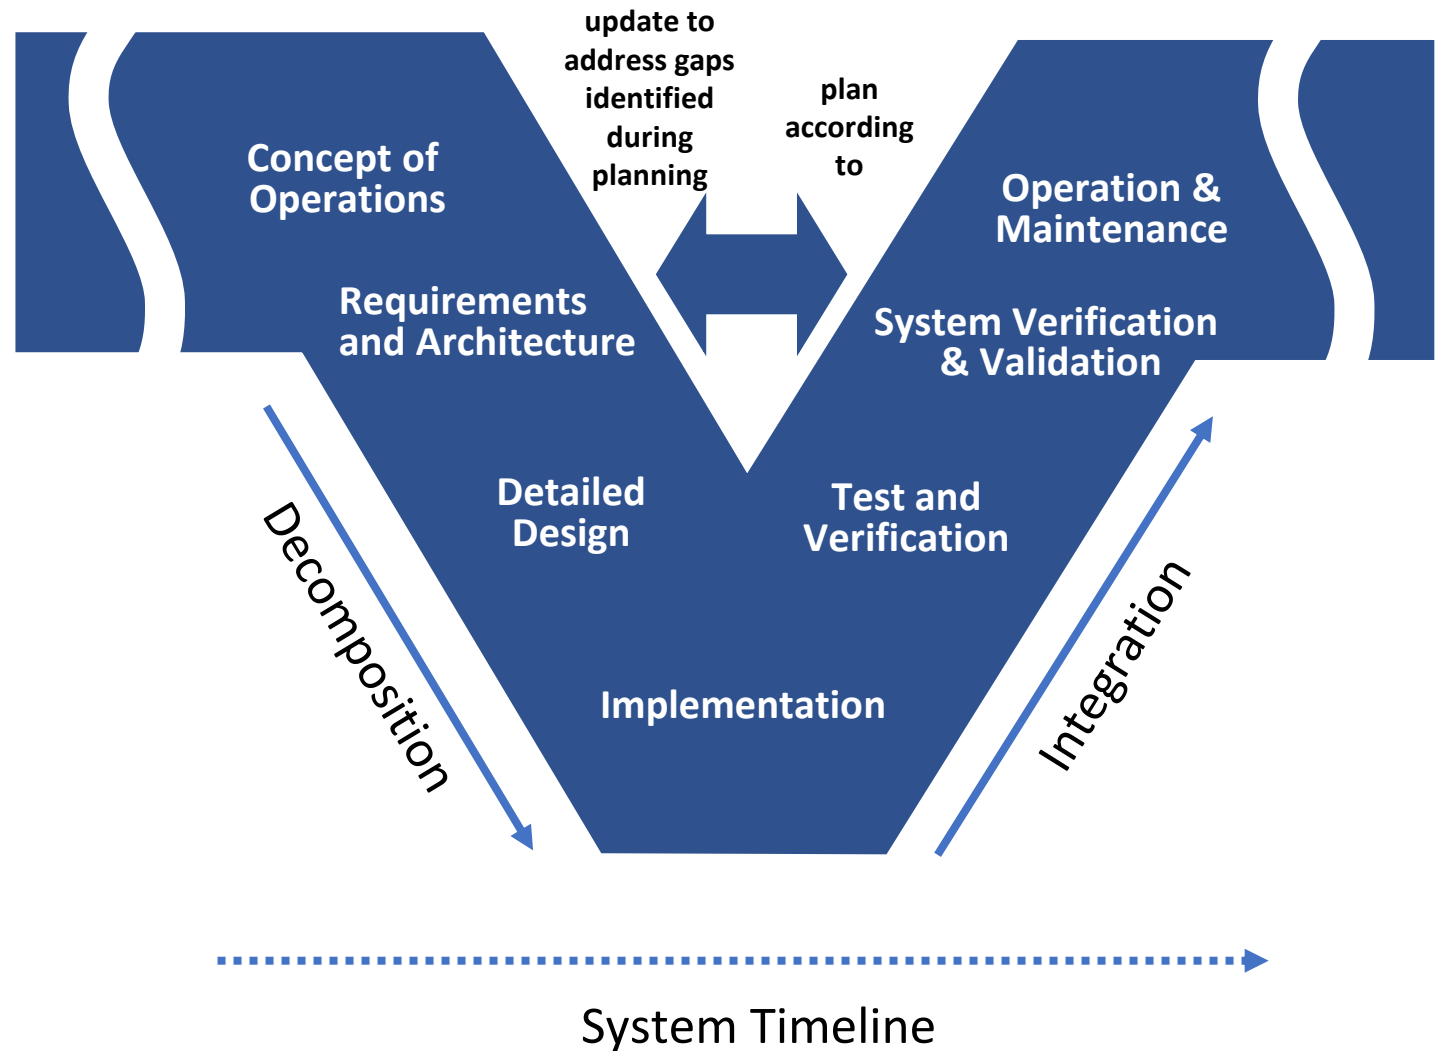 update to
address gaps
identified
during
planning
plan
according
to
Concept of
Operations
Operation &
Maintenance
Requirements
and Architecture
System Verification
& Validation
Detailed
Design
Test and
Verification
Decomposition
Integration
Implementation
System Timeline